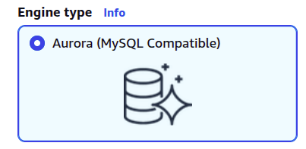 Engine type Info
Aurora (MySQL Compatible)